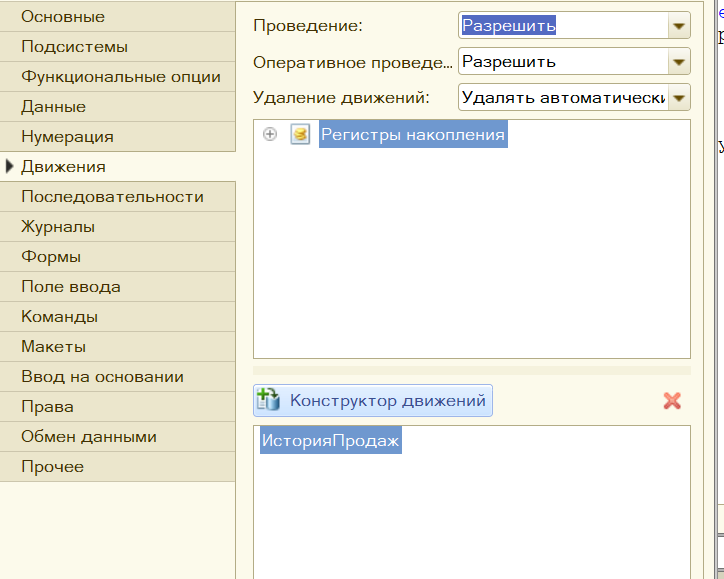 Основные
Подсистемы
Функциональные опции
Данные
Нумерация
Движения
Последовательности
Журналы
Формы
Поле ввода
Команды
Макеты
Ввод на основании
Права
Обмен данными
Прочее
Проведение:
Разрешить
Оперативное проведе...
Разрешить
Удаление движений:
Удалять автоматически
Регистры накопления
Конструктор движений
ИсторияПродаж